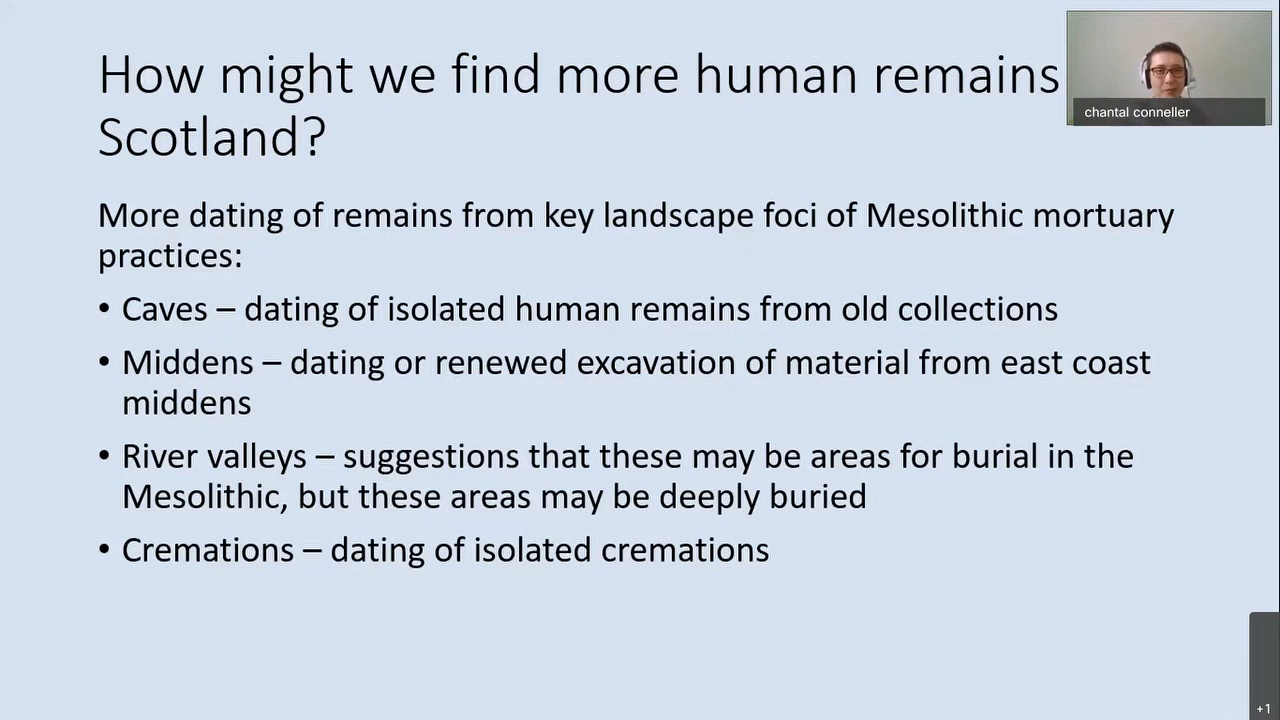 How might we find more human remains
Scotland?
chantal conneller
More dating of remains from key landscape foci of Mesolithic mortuary
practices:
• Caves – dating of isolated human remains from old collections
• Middens – dating or renewed excavation of material from east coast
middens
• River valleys – suggestions that these may be areas for burial in the
Mesolithic, but these areas may be deeply buried
• Cremations – dating of isolated cremations
+1